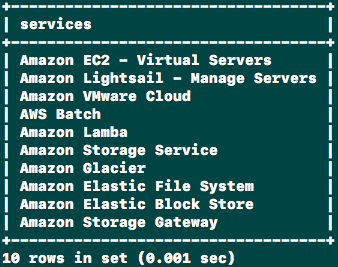 +-----------------------------------+
| services                          |
+-----------------------------------+
| Amazon EC2 – Virtual Servers      |
| Amazon Lightsail – Manage Servers |
| Amazon VMware Cloud               |
| AWS Batch                         |
| Amazon Lamba                      |
| Amazon Storage Service            |
| Amazon Glacier                    |
| Amazon Elastic File System        |
| Amazon Elastic Block Store        |
| Amazon Storage Gateway            |
+-----------------------------------+
10 rows in set (0.001 sec)